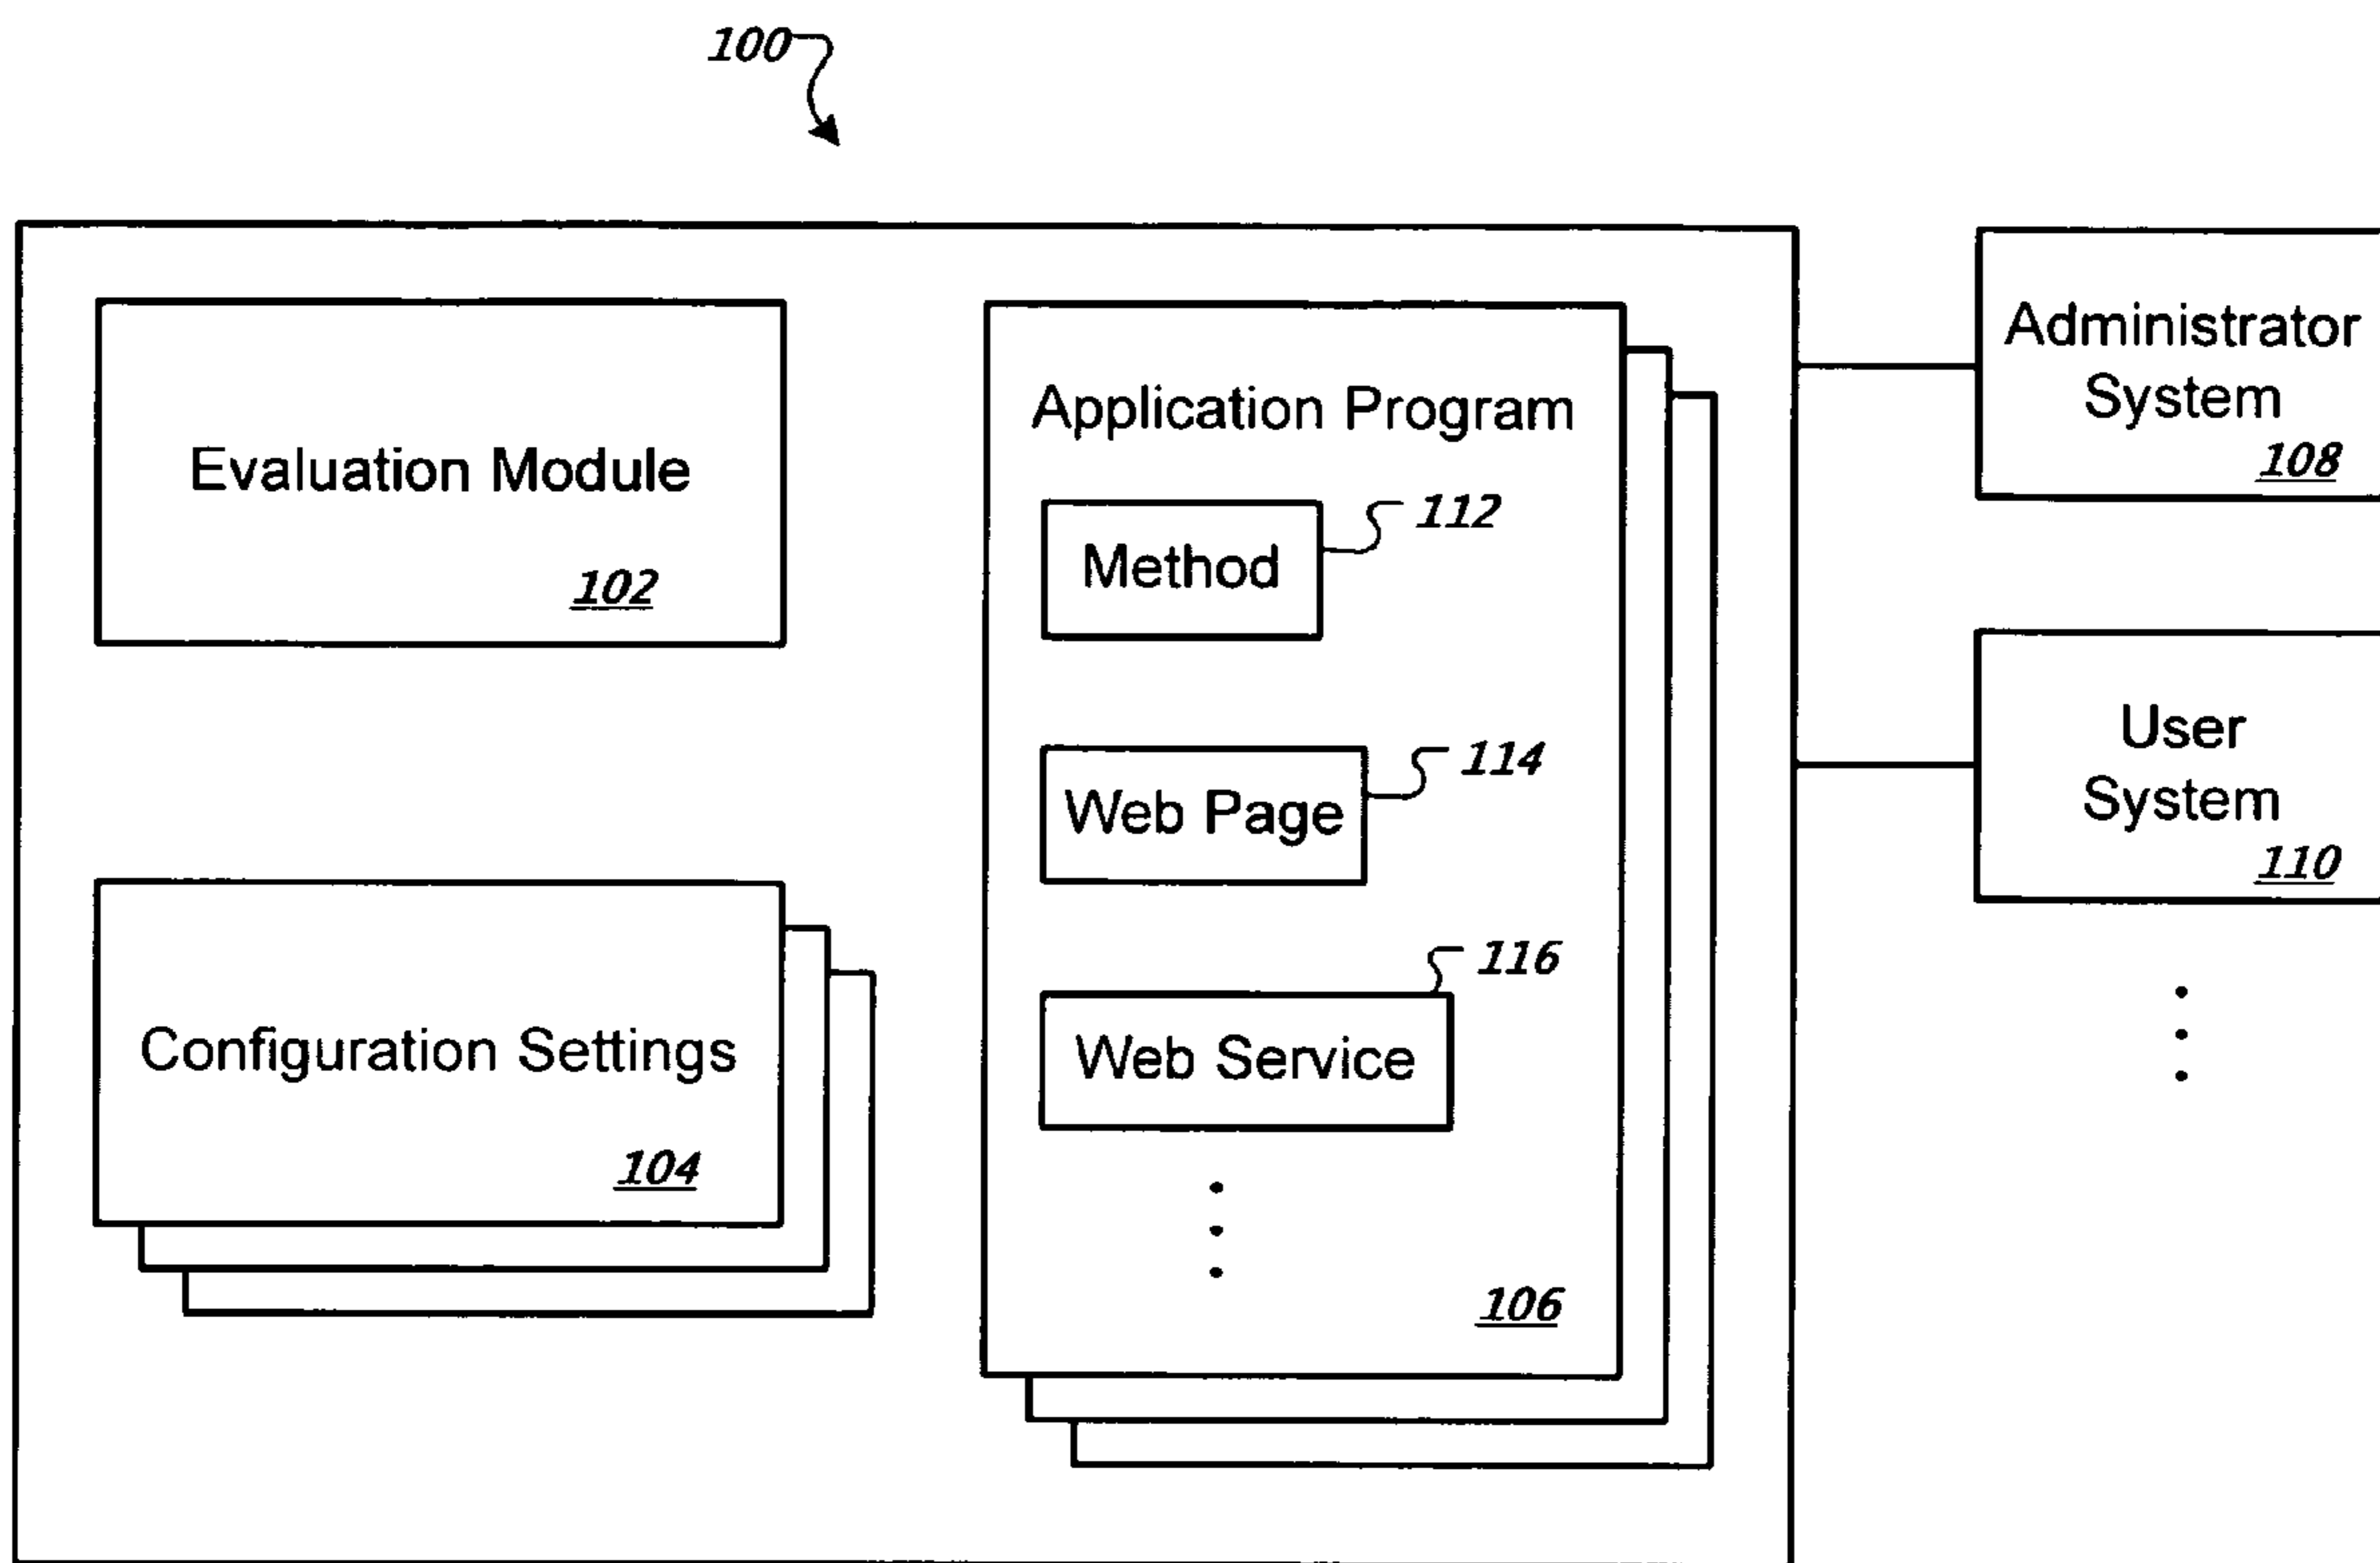 100
Evaluation Module
102
Configuration Settings
104
Application Program
Method
112
Web Page
114
Web Service
116
106
Administrator
System
108
User
System
110